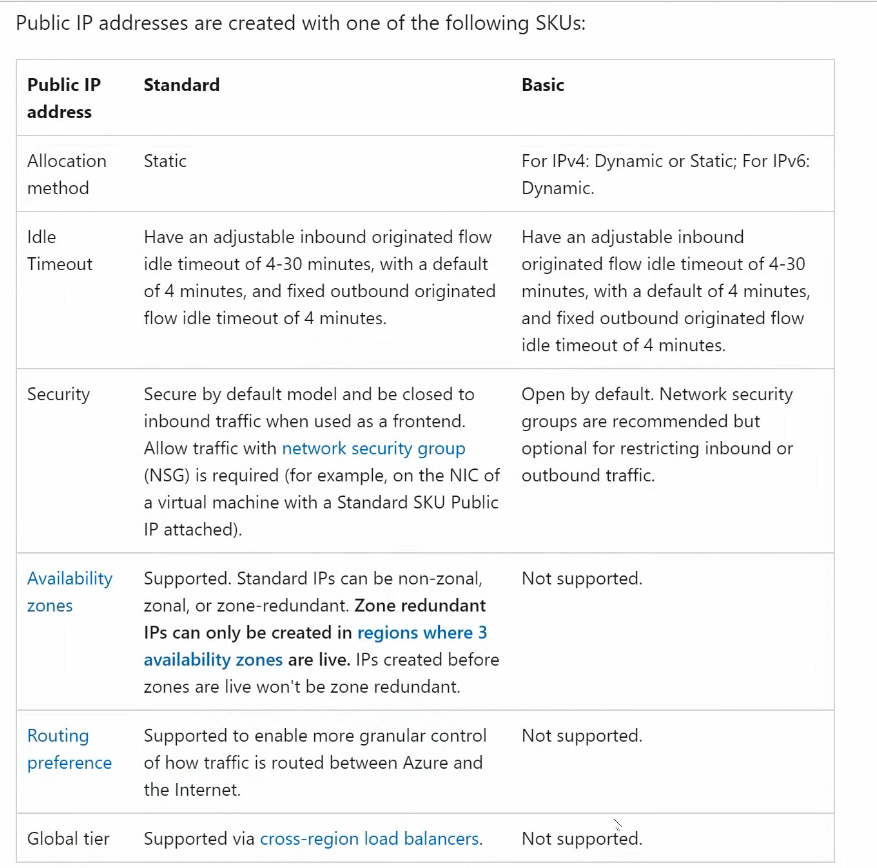 Public IP addresses are created with one of the following SKUs:
Public IP
address
Standard
Basic
Allocation
method
Static
For IPv4: Dynamic or Static; For IPv6:
Dynamic.
Idle
Timeout
Have an adjustable inbound originated flow
idle timeout of 4-30 minutes, with a default
of 4 minutes, and fixed outbound originated
flow idle timeout of 4 minutes.
Have an adjustable inbound
originated flow idle timeout of 4-30
minutes, with a default of 4 minutes,
and fixed outbound originated flow
idle timeout of 4 minutes.
Security
Secure by default model and be closed to
inbound traffic when used as a frontend.
Allow traffic with network security group
(NSG) is required (for example, on the NIC of
a virtual machine with a Standard SKU Public
IP attached).
Open by default. Network security
groups are recommended but
optional for restricting inbound or
outbound traffic.
Availability
zones
Supported. Standard IPs can be non-zonal,
zonal, or zone-redundant. Zone redundant
IPs can only be created in regions where 3
availability zones are live. IPs created before
zones are live won't be zone redundant.
Not supported.
Routing
preference
Supported to enable more granular control
of how traffic is routed between Azure and
the Internet.
Not supported.
Global tier
Supported via cross-region load balancers.
Not supported.